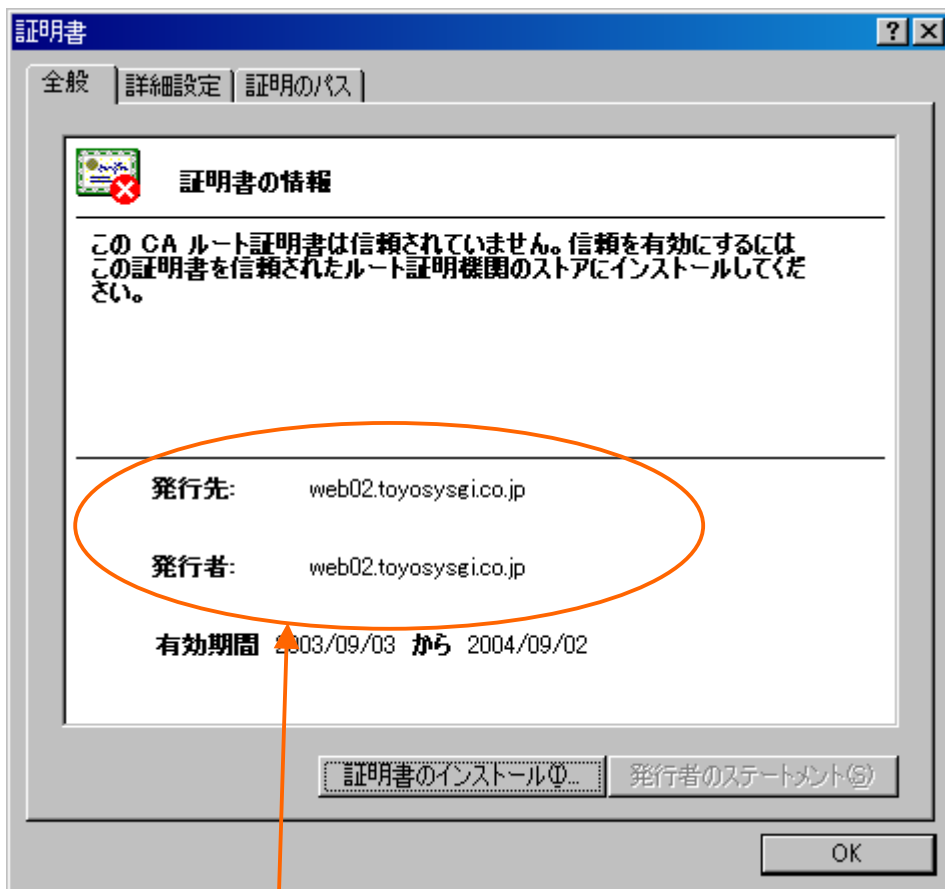 証明書
全般 詳細設定 証明のパス
証明書の情報
この CA ルート証明書は信頼されていません。信頼を有効にするには
この証明書を信頼されたルート証明機関のストアにインストールしてくだ
さい。
発行先: web02.toyosysgi.co.jp
発行者: web02.toyosysgi.co.jp
有効期間 2003/09/03 から 2004/09/02
証明書のインストール(I)... 発行者のステートメント(S)
OK